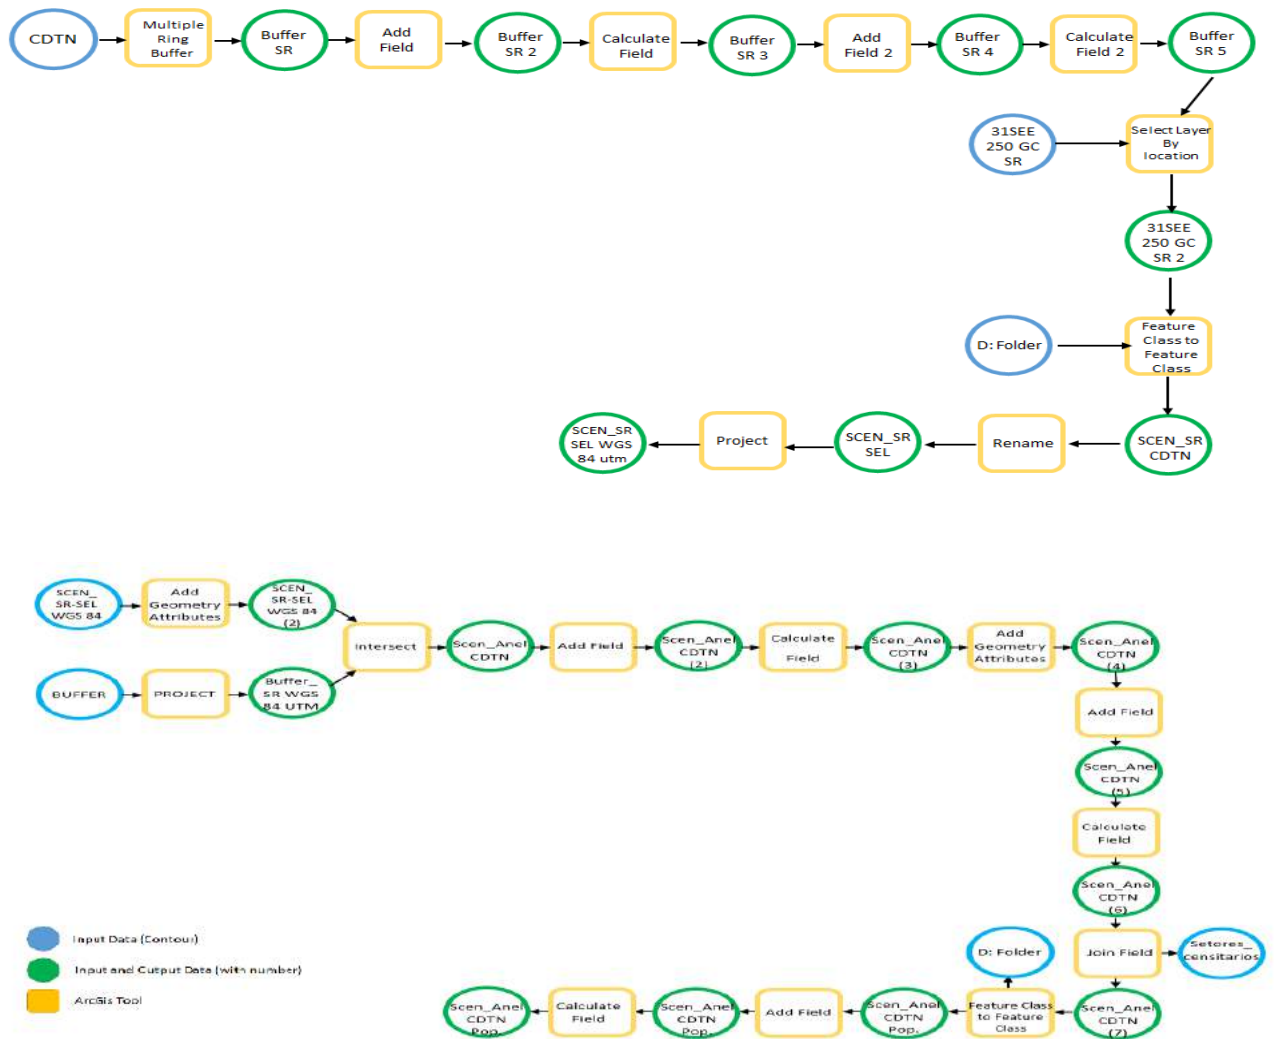 CDTN
Multiple
Ring
Buffer
Buffer
SR
Add
Field
Buffer
SR 2
Calculate
Field
Buffer
SR 3
Add
Field 2
Buffer
SR 4
Calculate
Field 2
Buffer
SR 5
31SEE
250 GC
SR
Select Layer
By
location
31SEE
250 GC
SR 2
D: Folder
Feature
Class to
Feature
Class
SCEN_SR
SEL WGS
84 utm
Project
SCEN_SR
SEL
Rename
SCEN_SR
CDTN
SCEN_
SR-SEL
WGS 84
Add
Geometry
Attributes
SCEN_
SR-SEL
WGS 84
(2)
BUFFER
PROJECT
Buffer_
SR WGS
84 UTM
Intersect
Scen_Anel
CDTN
Add Field
Scen_Anel
CDTN
(2)
Calculate
Field
Scen_Anel
CDTN
(3)
Add
Geometry
Attributes
Scen_Anel
CDTN
(4)
Add Field
Scen_Anel
CDTN
(5)
Calculate
Field
Scen_Anel
CDTN
(6)
Join Field
Setores_
censitarios
Scen_Anel
CDTN
(7)
D: Folder
Feature Class
to Feature
Class
Scen_Anel
CDTN
Pop.
Add Field
Scen_Anel
CDTN
Pop.
Calculate
Field
Scen_Anel
CDTN
Pop.
Input Data (Contour)
Input and Output Data (with number)
ArcGis Tool